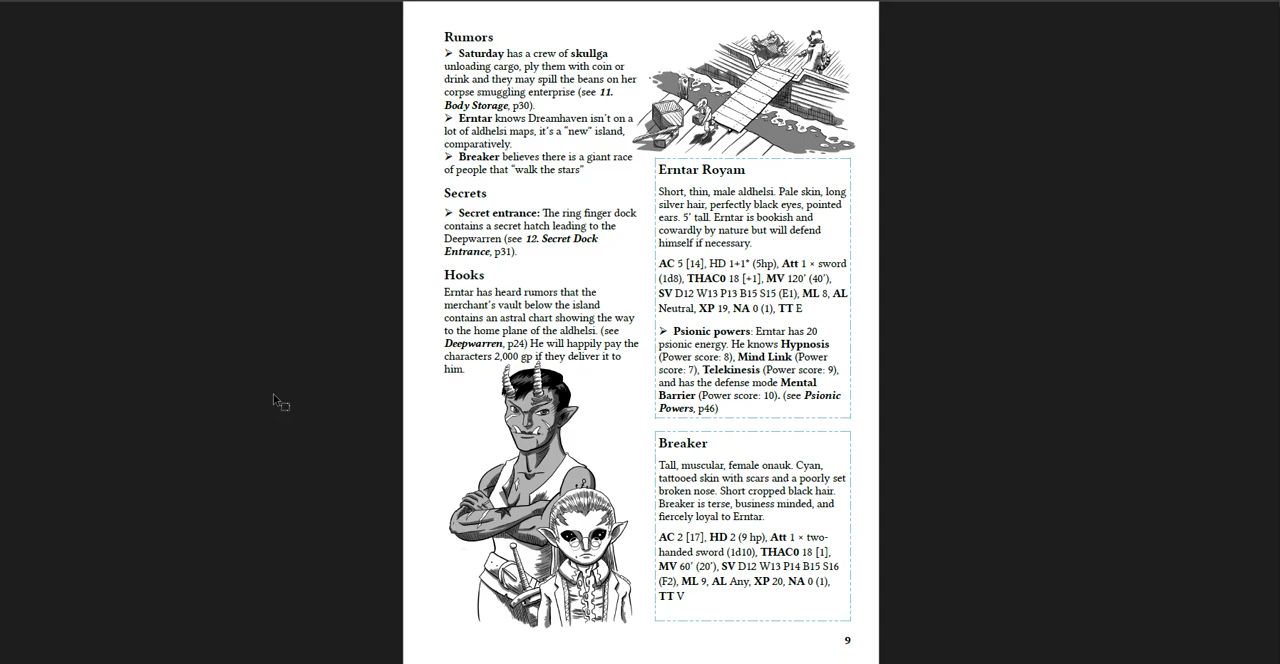 Rumors
➢ Saturday has a crew of skullga
unloading cargo, ply them with coin or
drink and they may spill the beans on her
corpse smuggling enterprise (see 11.
Body Storage, p30).
➢ Erntar knows Dreamhaven isn't on a
lot of aldhelsi maps, it's a "new" island,
comparatively.
➢ Breaker believes there is a giant race
of people that "walk the stars"
Secrets
➢ Secret entrance: The ring finger dock
contains a secret hatch leading to the
Deepwarren (see 12. Secret Dock
Entrance, p31).
Hooks
Erntar has heard rumors that the
merchant's vault below the island
contains an astral chart showing the way
to the home plane of the aldhelsi. (see
Deepwarren, p24) He will happily pay the
characters 2,000 gp if they deliver it to
him.
Erntar Royam
Short, thin, male aldhelsi. Pale skin, long
silver hair, perfectly black eyes, pointed
ears. 5' tall. Erntar is bookish and
cowardly by nature but will defend
himself if necessary.
AC 5 [14], HD 1+1* (5hp), Att 1 × sword
(1d8), THAC0 18 [+1], MV 120' (40'),
SV D12 W13 P13 B15 S15 (E1), ML 8, AL
Neutral, XP 19, NA 0 (1), TT E
➢ Psionic powers: Erntar has 20
psionic energy. He knows Hypnosis
(Power score: 8), Mind Link (Power
score: 7), Telekinesis (Power score: 9),
and has the defense mode Mental
Barrier (Power score: 10). (see Psionic
Powers, p46)
Breaker
Tall, muscular, female onauk. Cyan,
tattooed skin with scars and a poorly set
broken nose. Short cropped black hair.
Breaker is terse, business minded, and
fiercely loyal to Erntar.
AC 2 [17], HD 2 (9 hp), Att 1 × two-
handed sword (1d10), THAC0 18 [1],
MV 60' (20'), SV D12 W13 P14 B15 S16
(F2), ML 9, AL Any, XP 20, NA 0 (1),
TT V
9